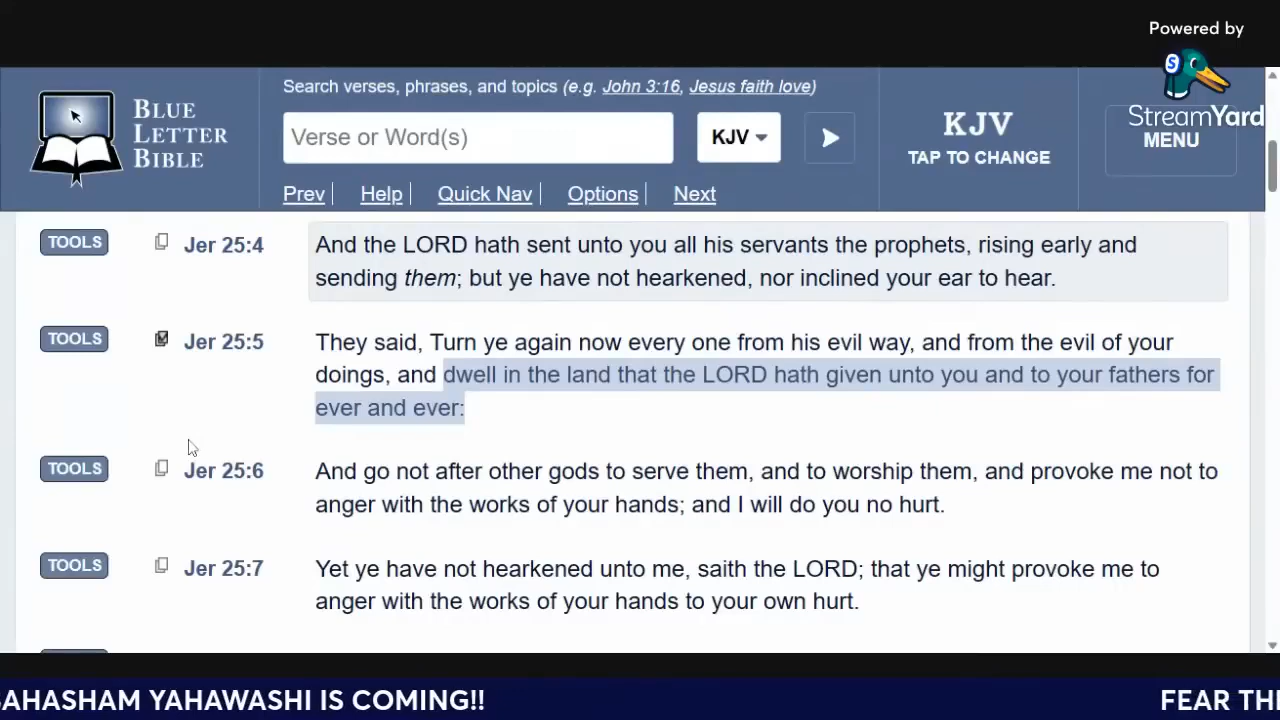 Powered by
StreamYard
BLUE
LETTER
BIBLE
Search verses, phrases, and topics (e.g. John 3:16, Jesus faith love)
Verse or Word(s)
KJV
KJV
TAP TO CHANGE
MENU
Prev
Help
Quick Nav
Options
Next
TOOLS
Jer 25:4
And the LORD hath sent unto you all his servants the prophets, rising early and
sending them; but ye have not hearkened, nor inclined your ear to hear.
TOOLS
Jer 25:5
They said, Turn ye again now every one from his evil way, and from the evil of your
doings, and dwell in the land that the LORD hath given unto you and to your fathers for
ever and ever:
TOOLS
Jer 25:6
And go not after other gods to serve them, and to worship them, and provoke me not to
anger with the works of your hands; and I will do you no hurt.
TOOLS
Jer 25:7
Yet ye have not hearkened unto me, saith the LORD; that ye might provoke me to
anger with the works of your hands to your own hurt.
BAHASHAM YAHAWASHI IS COMING!! FEAR THE